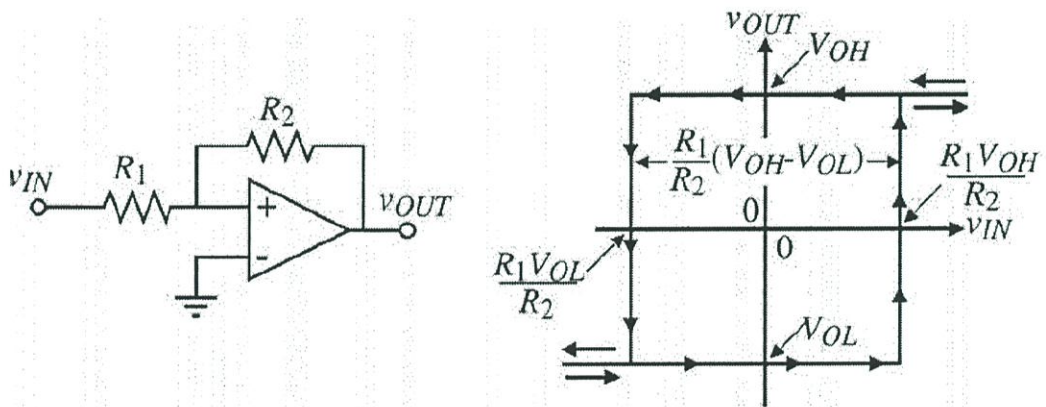 R2
R1
vIN
+
-
vOUT
vOUT
VOH
R1/R2(VOH-VOL)
R1VOH/R2
0
vIN
0
R1VOL/R2
VOL